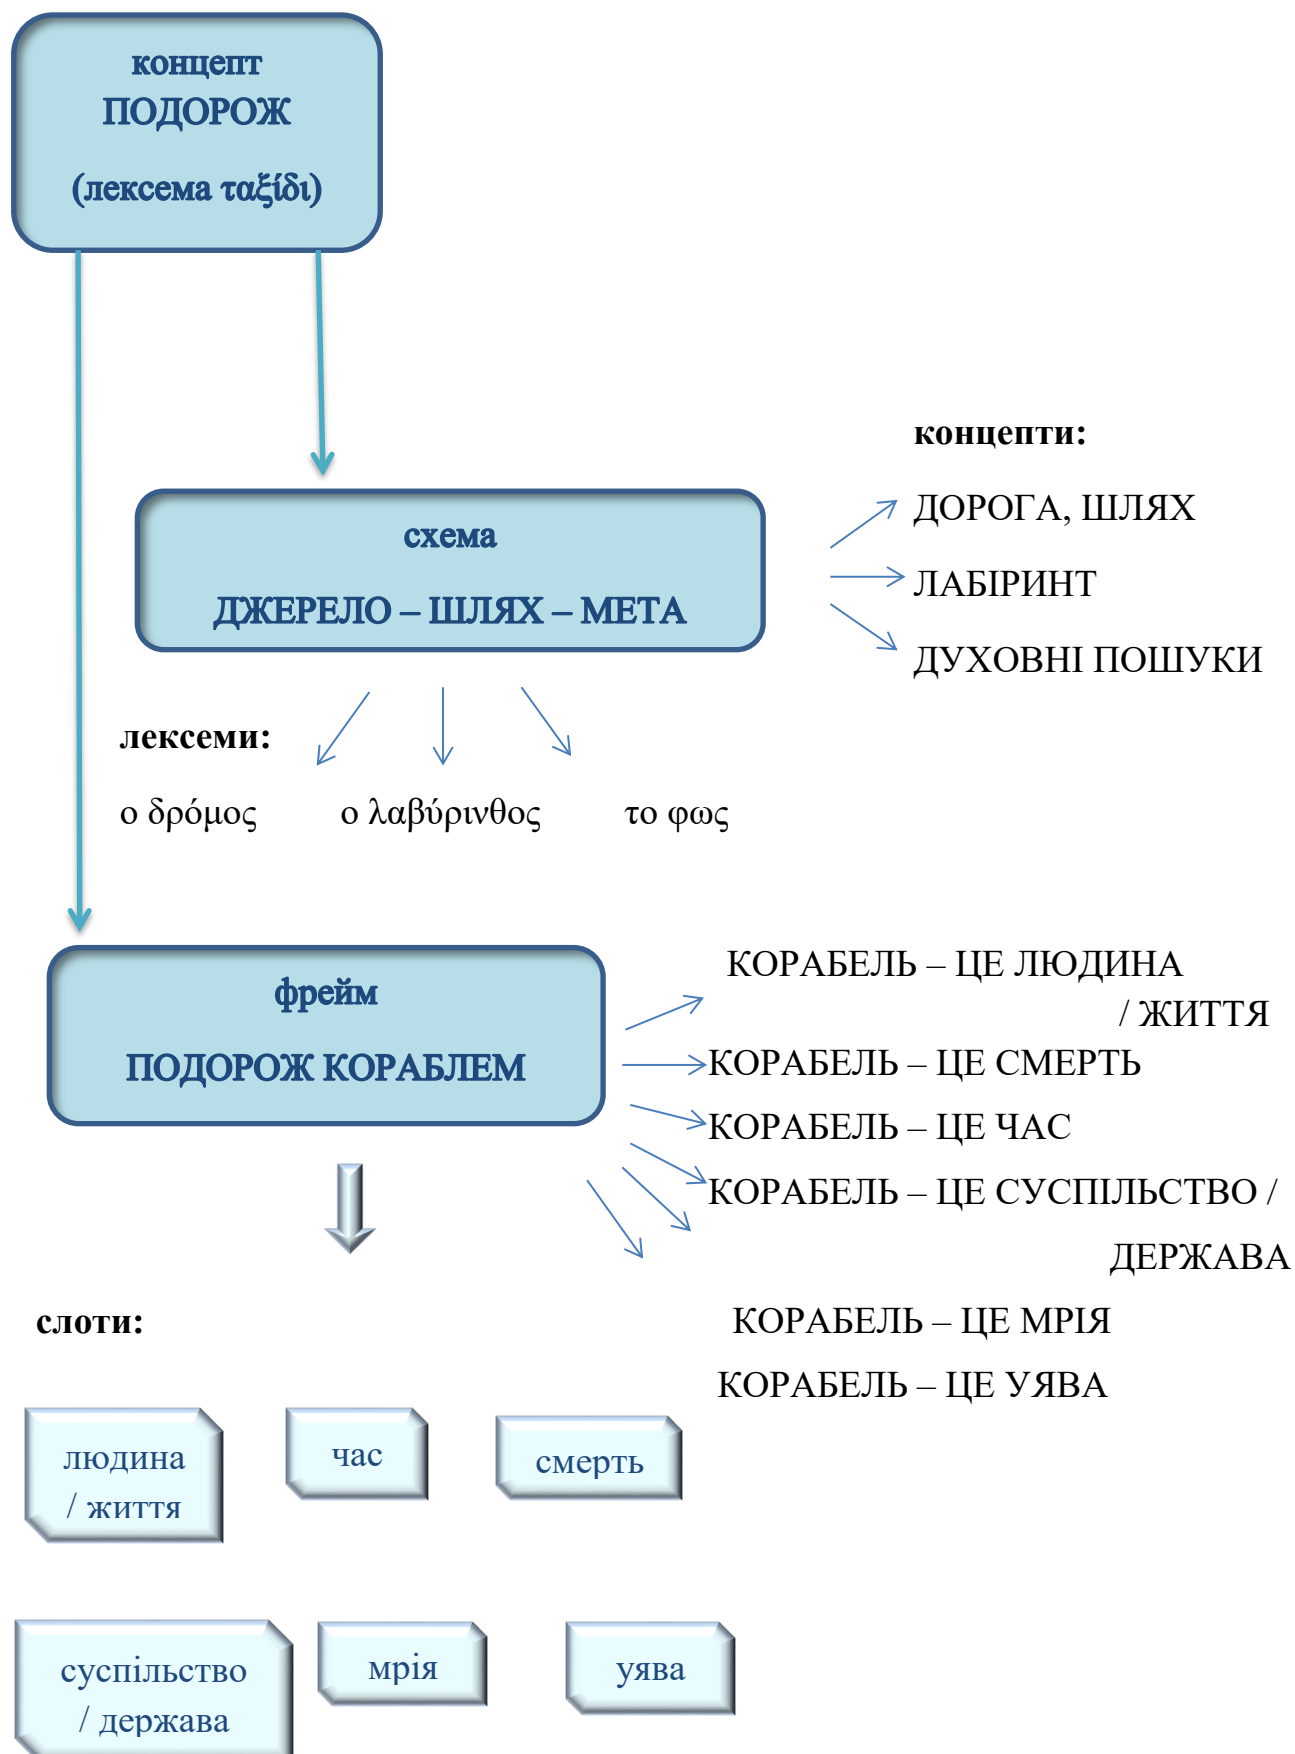 концепт
ПОДОРОЖ
(лексема ταξίδι)
концепти:
ДОРОГА, ШЛЯХ
ЛАБІРИНТ
ДУХОВНІ ПОШУКИ
схема
ДЖЕРЕЛО – ШЛЯХ – МЕТА
лексеми:
ο δρόμος ο λαβύρινθος το φως
фрейм
ПОДОРОЖ КОРАБЛЕМ
КОРАБЕЛЬ – ЦЕ ЛЮДИНА
/ ЖИТТЯ
КОРАБЕЛЬ – ЦЕ СМЕРТЬ
КОРАБЕЛЬ – ЦЕ ЧАС
КОРАБЕЛЬ – ЦЕ СУСПІЛЬСТВО /
ДЕРЖАВА
КОРАБЕЛЬ – ЦЕ МРІЯ
КОРАБЕЛЬ – ЦЕ УЯВА
слоти:
людина
/ життя
час
смерть
суспільство
/ держава
мрія
уява